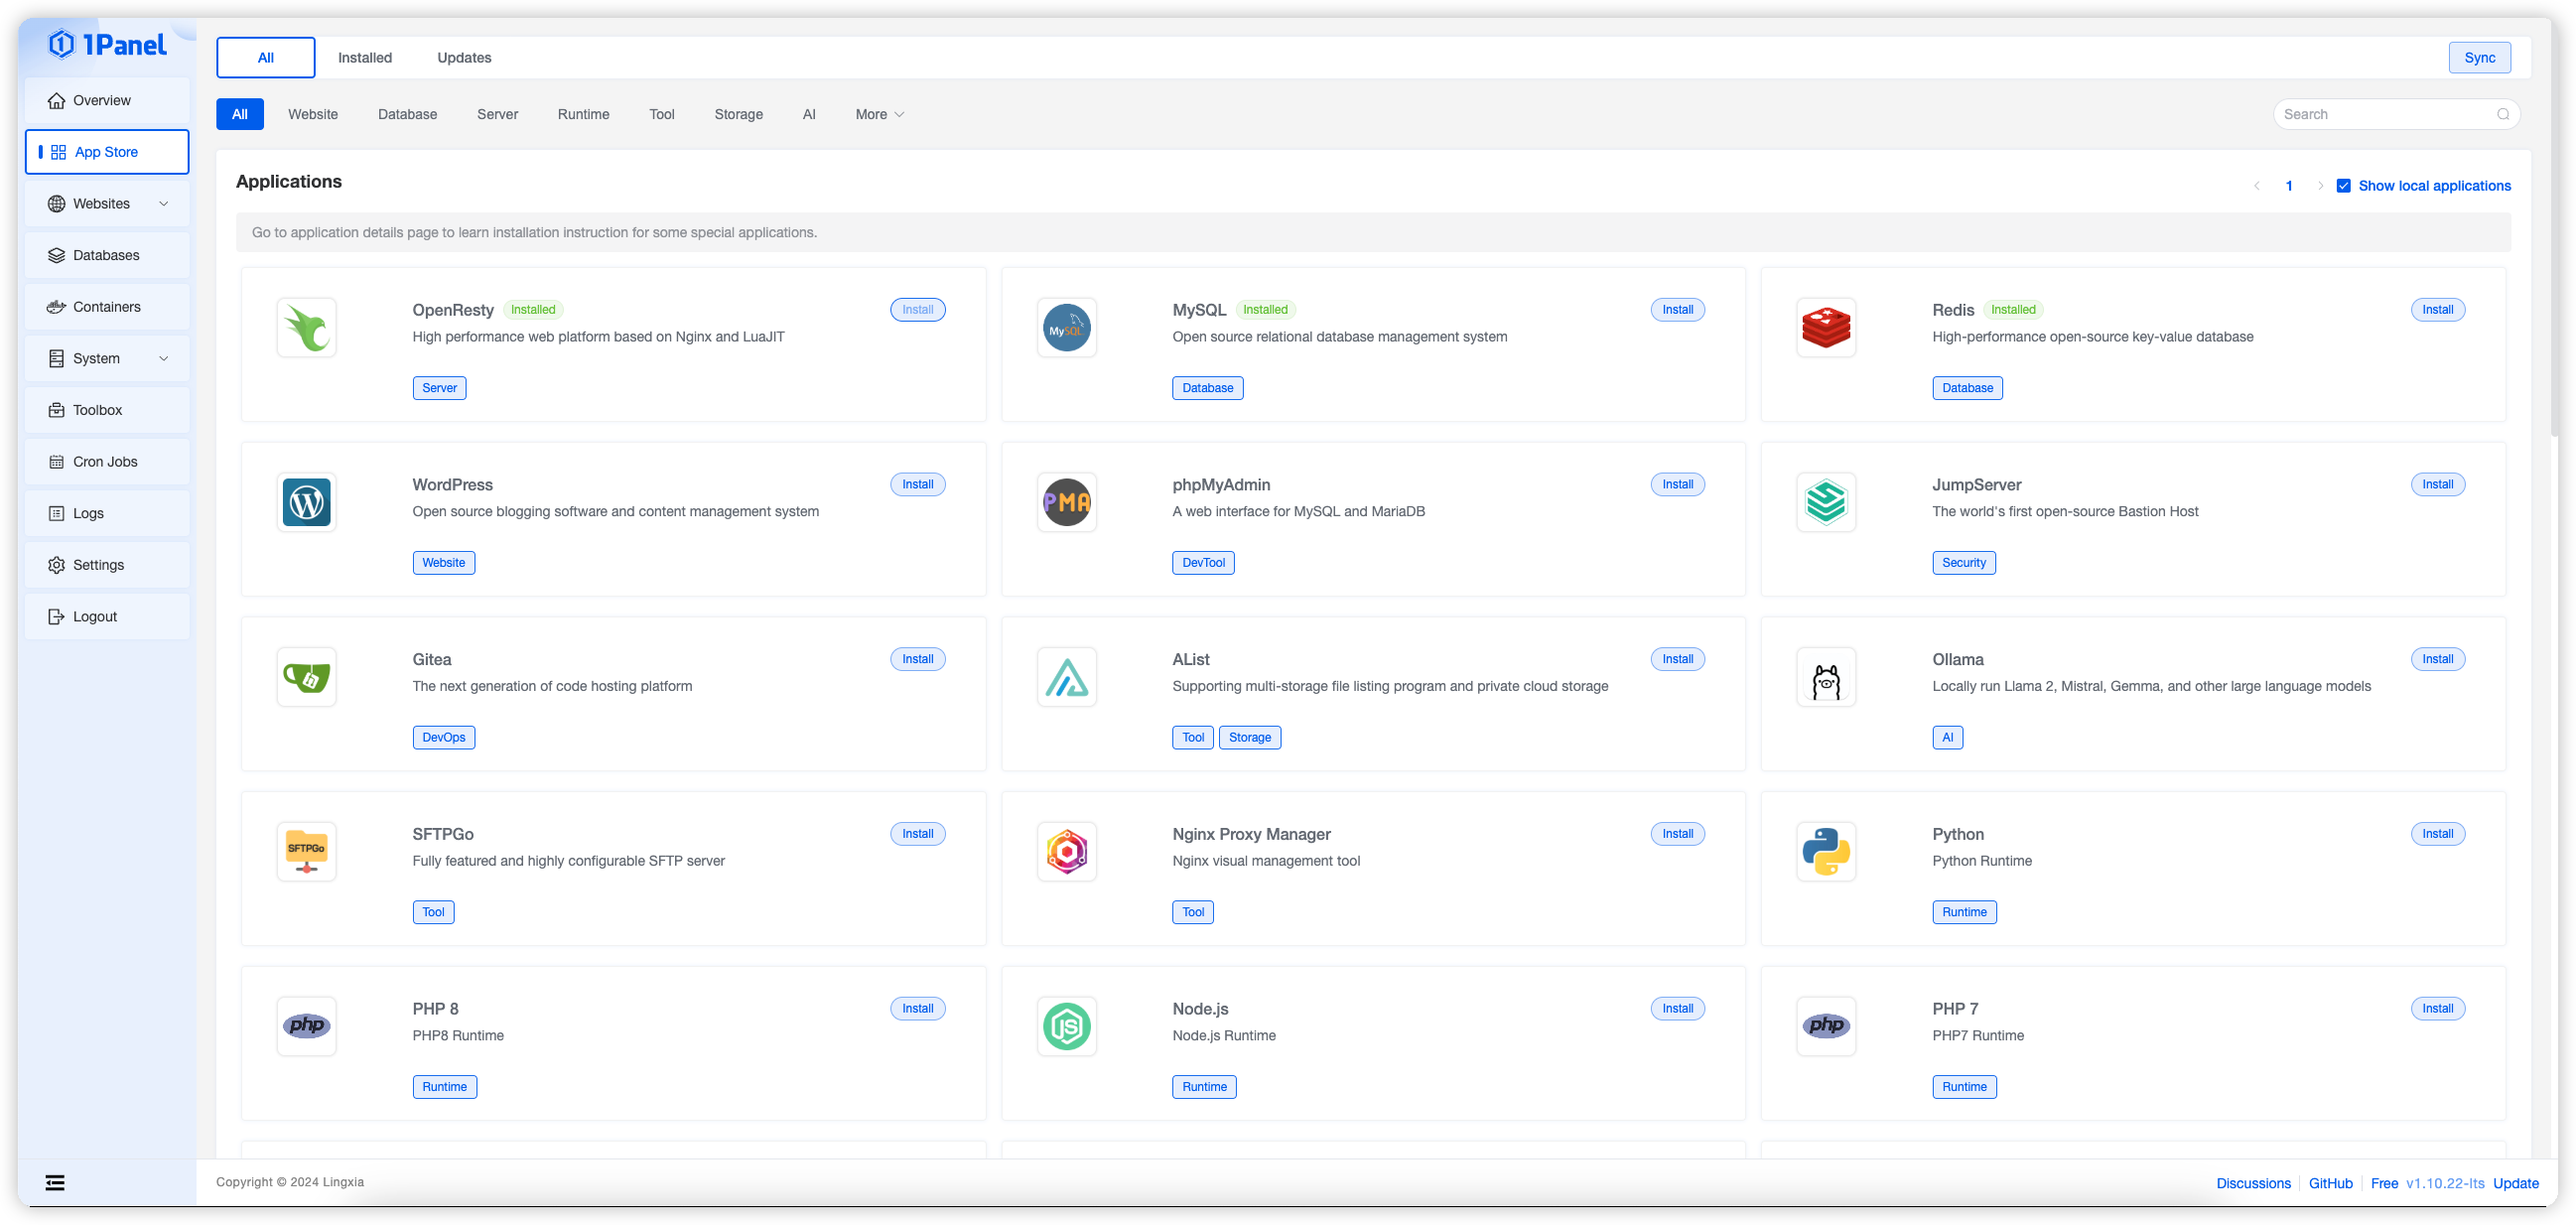 1Panel
Overview
App Store
Websites
Databases
Containers
System
Toolbox
Cron Jobs
Logs
Settings
Logout
All Installed Updates Sync
All Website Database Server Runtime Tool Storage AI More Search
Applications
1 Show local applications
Go to application details page to learn installation instruction for some special applications.
OpenResty Installed Install
High performance web platform based on Nginx and LuaJIT
Server
MySQL
MySQL Installed Install
Open source relational database management system
Database
Redis Installed Install
High-performance open-source key-value database
Database
WordPress Install
Open source blogging software and content management system
Website
PMA
phpMyAdmin Install
A web interface for MySQL and MariaDB
DevTool
JumpServer Install
The world's first open-source Bastion Host
Security
Gitea Install
The next generation of code hosting platform
DevOps
AList Install
Supporting multi-storage file listing program and private cloud storage
Tool Storage
Ollama Install
Locally run Llama 2, Mistral, Gemma, and other large language models
AI
SFTPGo
SFTPGo Install
Fully featured and highly configurable SFTP server
Tool
Nginx Proxy Manager Install
Nginx visual management tool
Tool
Python Install
Python Runtime
Runtime
php
PHP 8 Install
PHP8 Runtime
Runtime
JS
Node.js Install
Node.js Runtime
Runtime
php
PHP 7 Install
PHP7 Runtime
Runtime
Copyright © 2024 Lingxia
Discussions GitHub Free v1.10.22-lts Update